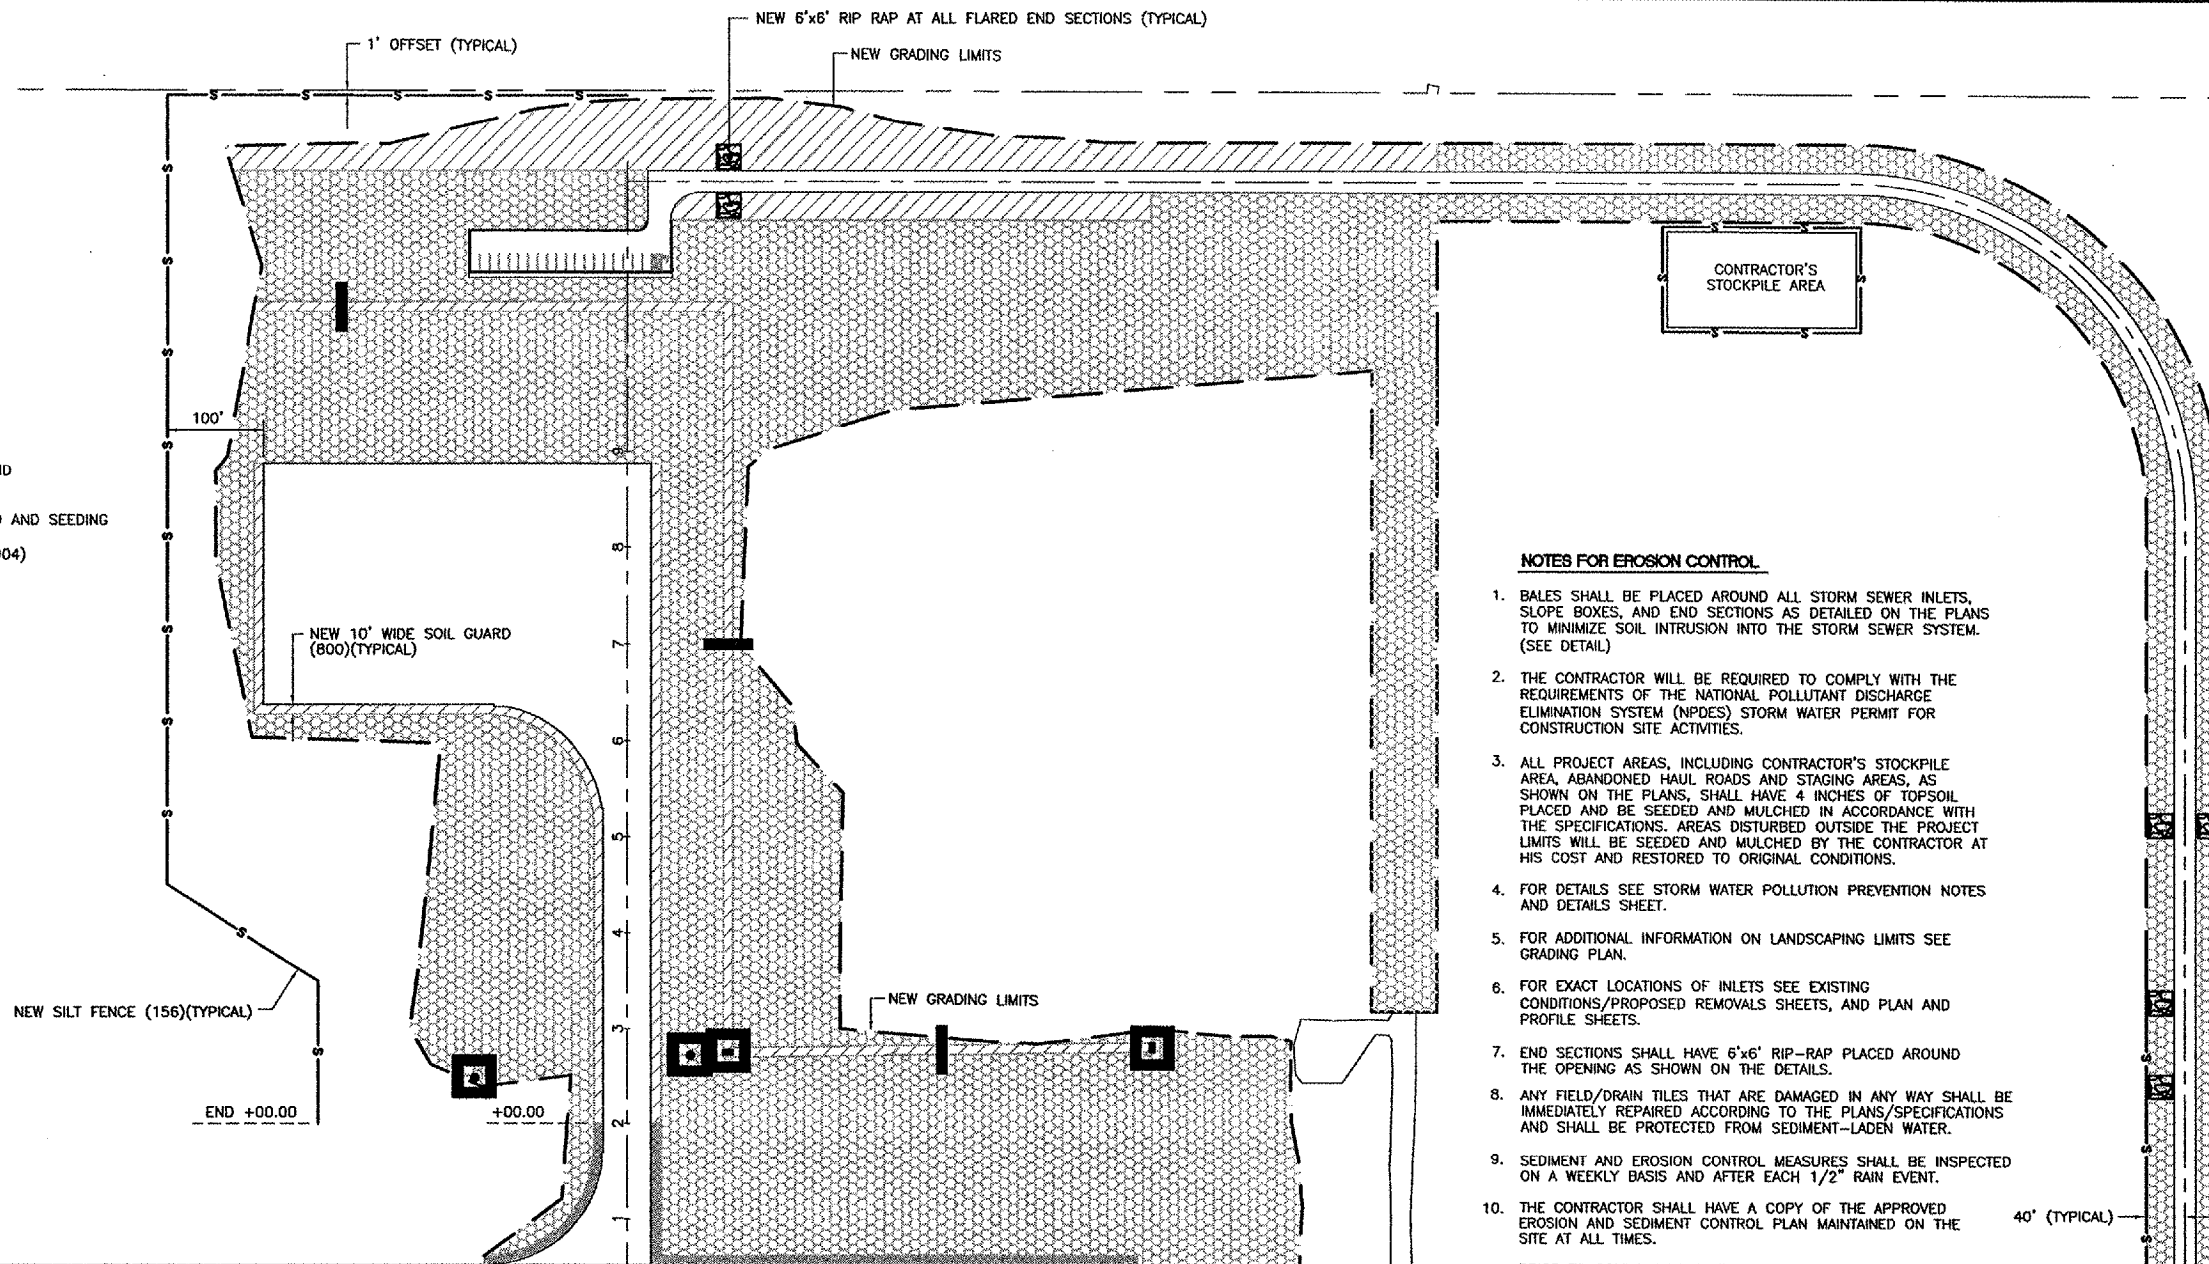 NEW 6'x6' RIP RAP AT ALL FLARED END SECTIONS (TYPICAL)
1' OFFSET (TYPICAL)
NEW GRADING LIMITS
S S S S S
CONTRACTOR'S
STOCKPILE AREA
100'
ND
AND SEEDING
04)
NEW 10' WIDE SOIL GUARD
(800)(TYPICAL)
9
8
7
6
5
4
3
2
1
NEW SILT FENCE (156)(TYPICAL)
NEW GRADING LIMITS
END +00.00
+00.00
NOTES FOR EROSION CONTROL
1. BALES SHALL BE PLACED AROUND ALL STORM SEWER INLETS,
SLOPE BOXES, AND END SECTIONS AS DETAILED ON THE PLANS
TO MINIMIZE SOIL INTRUSION INTO THE STORM SEWER SYSTEM.
(SEE DETAIL)
2. THE CONTRACTOR WILL BE REQUIRED TO COMPLY WITH THE
REQUIREMENTS OF THE NATIONAL POLLUTANT DISCHARGE
ELIMINATION SYSTEM (NPDES) STORM WATER PERMIT FOR
CONSTRUCTION SITE ACTIVITIES.
3. ALL PROJECT AREAS, INCLUDING CONTRACTOR'S STOCKPILE
AREA, ABANDONED HAUL ROADS AND STAGING AREAS, AS
SHOWN ON THE PLANS, SHALL HAVE 4 INCHES OF TOPSOIL
PLACED AND BE SEEDED AND MULCHED IN ACCORDANCE WITH
THE SPECIFICATIONS. AREAS DISTURBED OUTSIDE THE PROJECT
LIMITS WILL BE SEEDED AND MULCHED BY THE CONTRACTOR AT
HIS COST AND RESTORED TO ORIGINAL CONDITIONS.
4. FOR DETAILS SEE STORM WATER POLLUTION PREVENTION NOTES
AND DETAILS SHEET.
5. FOR ADDITIONAL INFORMATION ON LANDSCAPING LIMITS SEE
GRADING PLAN.
6. FOR EXACT LOCATIONS OF INLETS SEE EXISTING
CONDITIONS/PROPOSED REMOVALS SHEETS, AND PLAN AND
PROFILE SHEETS.
7. END SECTIONS SHALL HAVE 6'x6' RIP-RAP PLACED AROUND
THE OPENING AS SHOWN ON THE DETAILS.
8. ANY FIELD/DRAIN TILES THAT ARE DAMAGED IN ANY WAY SHALL BE
IMMEDIATELY REPAIRED ACCORDING TO THE PLANS/SPECIFICATIONS
AND SHALL BE PROTECTED FROM SEDIMENT-LADEN WATER.
9. SEDIMENT AND EROSION CONTROL MEASURES SHALL BE INSPECTED
ON A WEEKLY BASIS AND AFTER EACH 1/2" RAIN EVENT.
10. THE CONTRACTOR SHALL HAVE A COPY OF THE APPROVED
EROSION AND SEDIMENT CONTROL PLAN MAINTAINED ON THE
SITE AT ALL TIMES.
40' (TYPICAL)